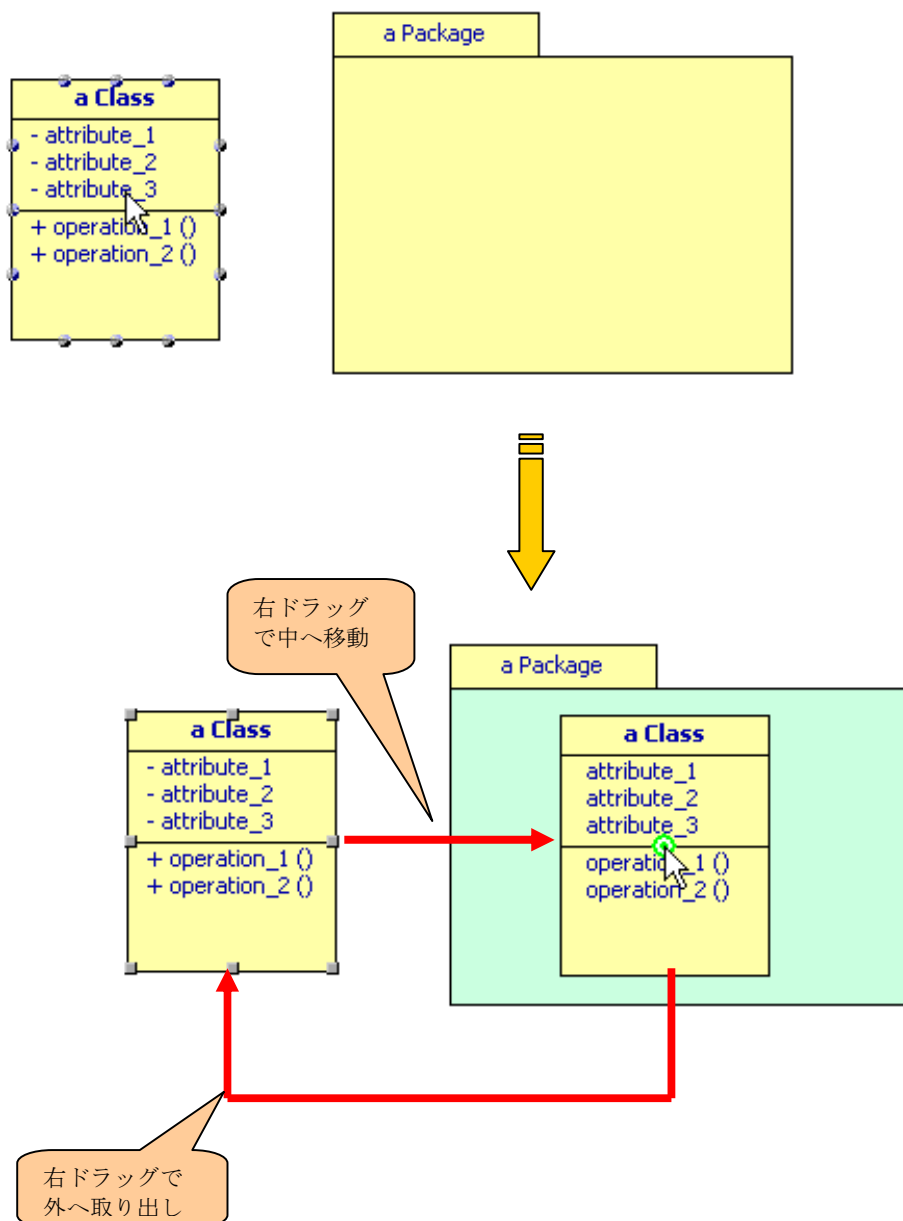 a Package
a Class
- attribute_1
- attribute_2
- attribute_3
+ operation_1 ()
+ operation_2 ()
右ドラッグ
で中へ移動
a Package
a Class
- attribute_1
- attribute_2
- attribute_3
+ operation_1 ()
+ operation_2 ()
a Class
attribute_1
attribute_2
attribute_3
operation_1 ()
operation_2 ()
右ドラッグで
外へ取り出し